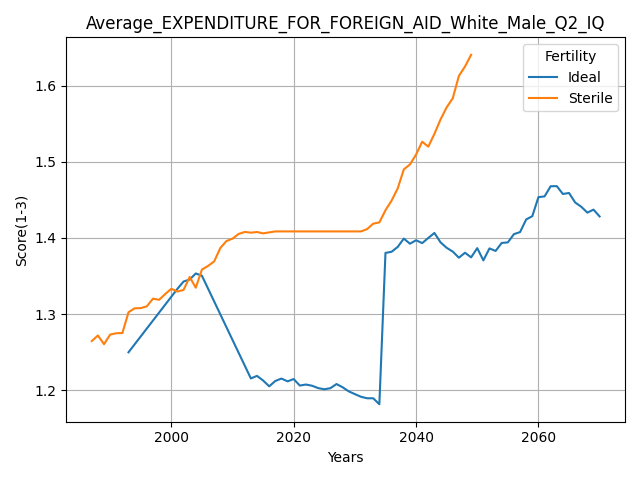 Average_EXPENDITURE_FOR_FOREIGN_AID_White_Male_Q2_IQ
Fertility
Ideal
Sterile
Score(1-3)
1.6
1.5
1.4
1.3
1.2
2000
2020
2040
2060
Years